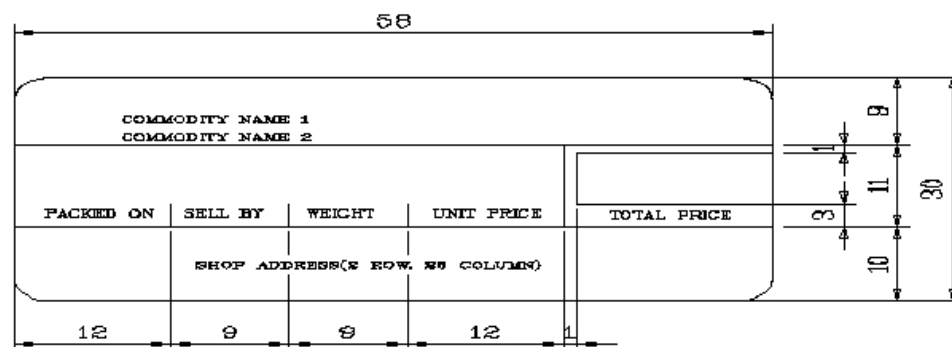 58
COMMODITY NAME 1
COMMODITY NAME 2
9
1
11
30
PACKED ON SELL BY WEIGHT UNIT PRICE TOTAL PRICE
3
SHOP ADDRESS(2 ROW. 26 COLUMN)
10
12 9 9 12 1